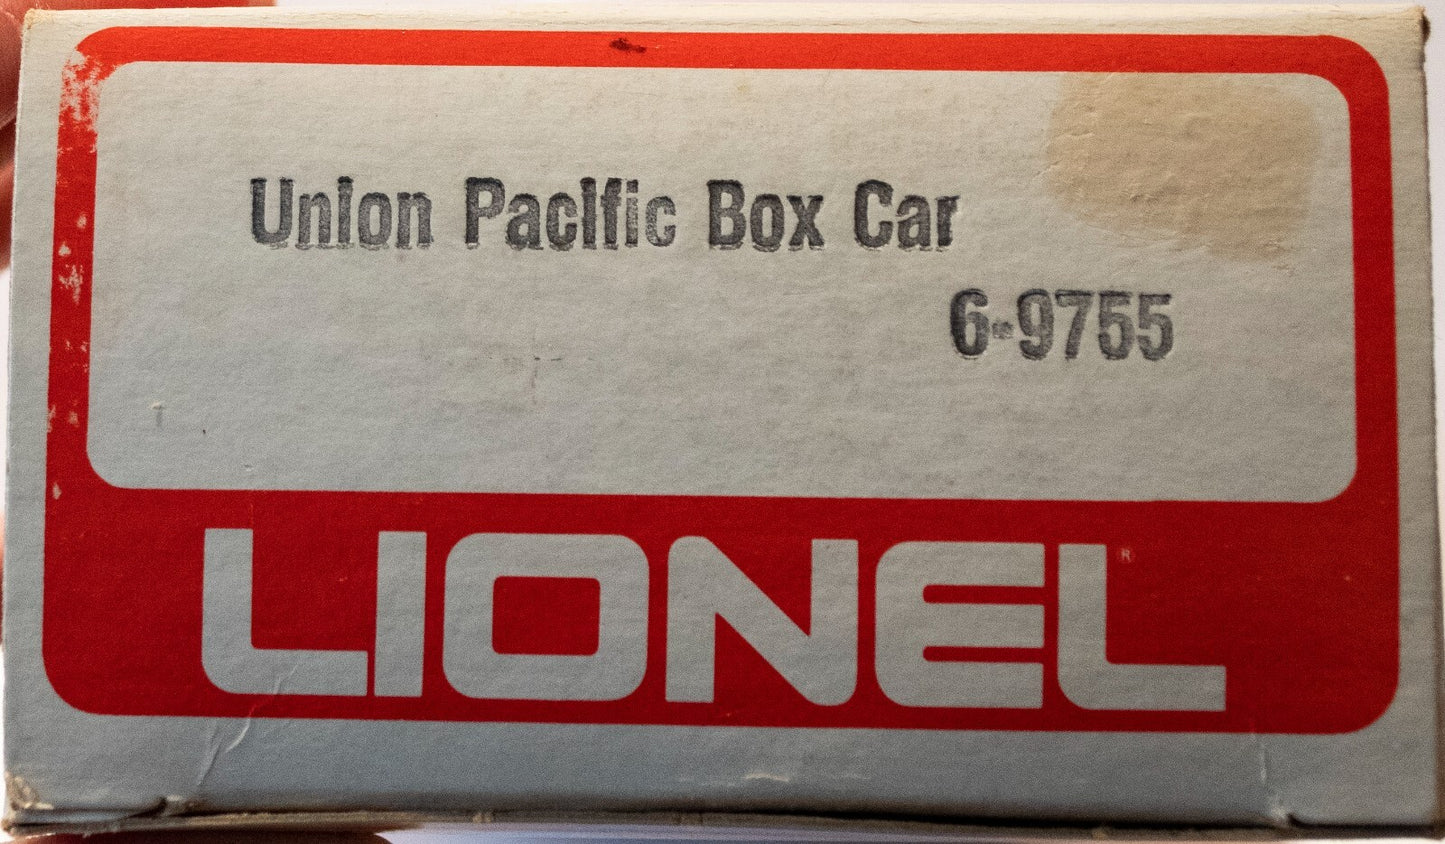 Union Pacific Box Car
6-9755
LIONEL®